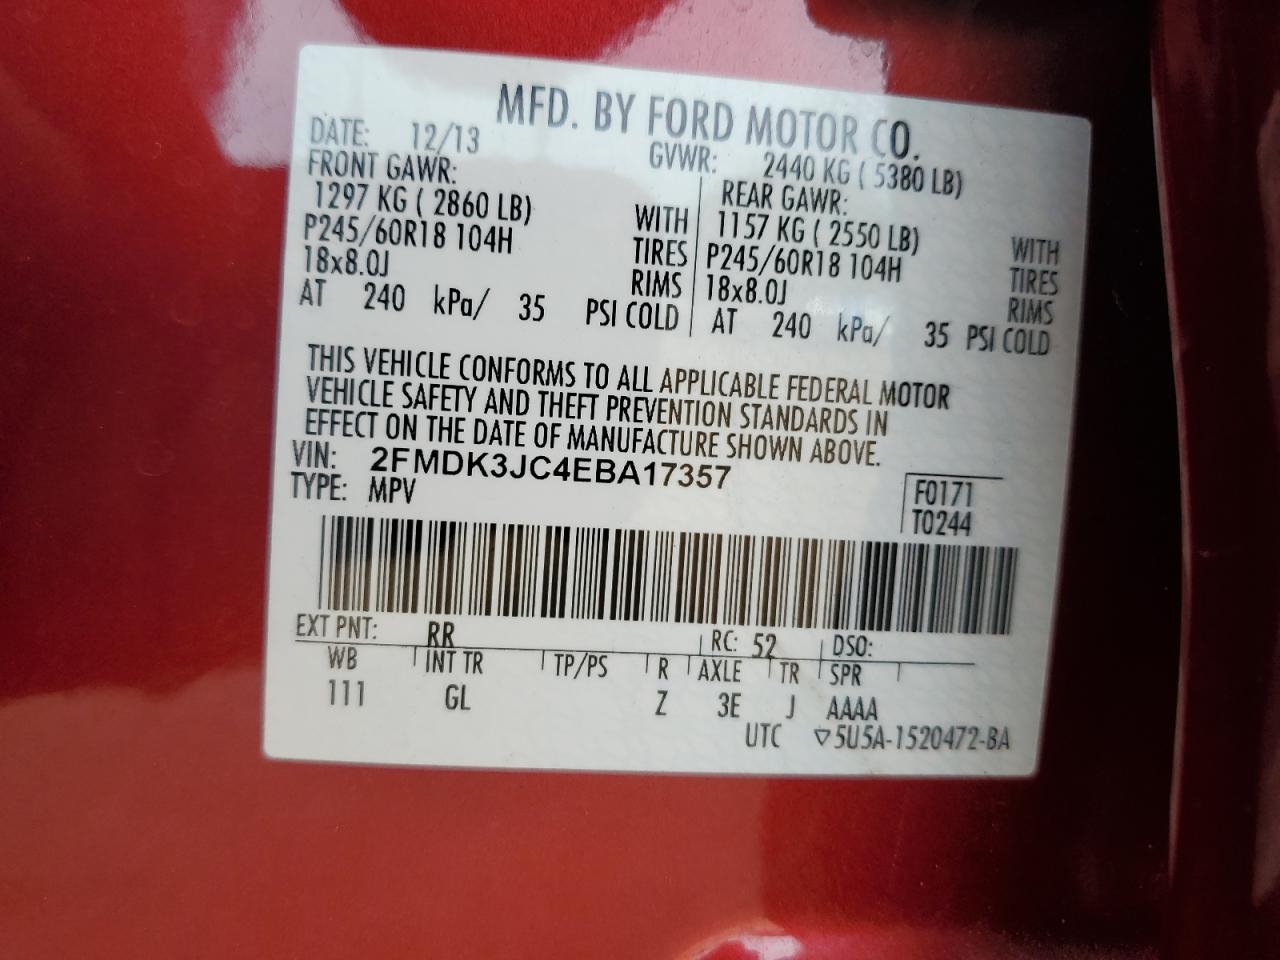 MFD. BY FORD MOTOR CO.
DATE: 12/13 GVWR: 2440 KG ( 5380 LB)
FRONT GAWR: REAR GAWR:
1297 KG ( 2860 LB) WITH 1157 KG ( 2550 LB) WITH
P245/60R18 104H TIRES P245/60R18 104H TIRES
18x8.0J RIMS 18x8.0J RIMS
AT 240 kPa/ 35 PSI COLD AT 240 kPa/ 35 PSI COLD
THIS VEHICLE CONFORMS TO ALL APPLICABLE FEDERAL MOTOR
VEHICLE SAFETY AND THEFT PREVENTION STANDARDS IN
EFFECT ON THE DATE OF MANUFACTURE SHOWN ABOVE.
VIN: 2FMDK3JC4EBA17357
TYPE: MPV F0171
T0244
EXT PNT: RR RC: 52 DSO:
WB INT TR TP/PS R AXLE TR SPR
111 GL Z 3E J AAAA
UTC ▽5U5A-1520472-BA